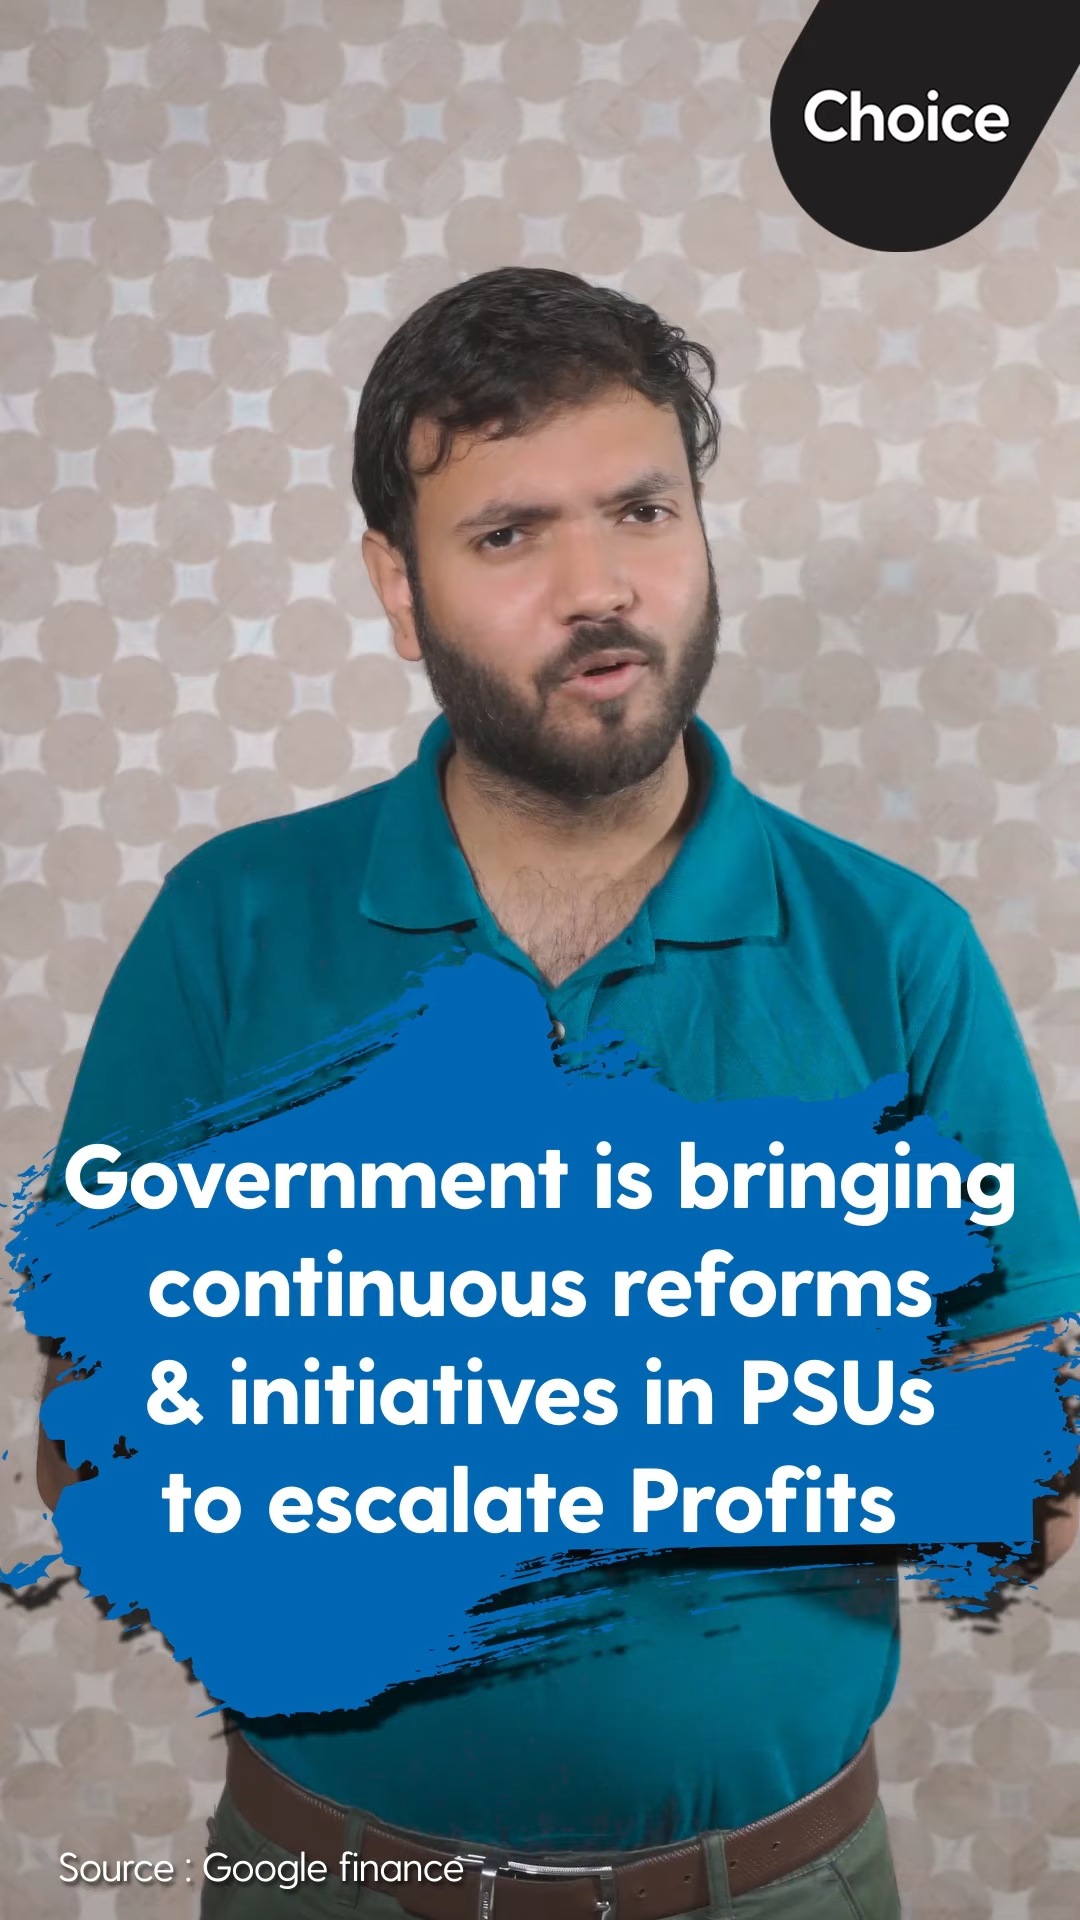 Choice
Government is bringing
continuous reforms
& initiatives in PSUs
to escalate Profits
Source : Google finance